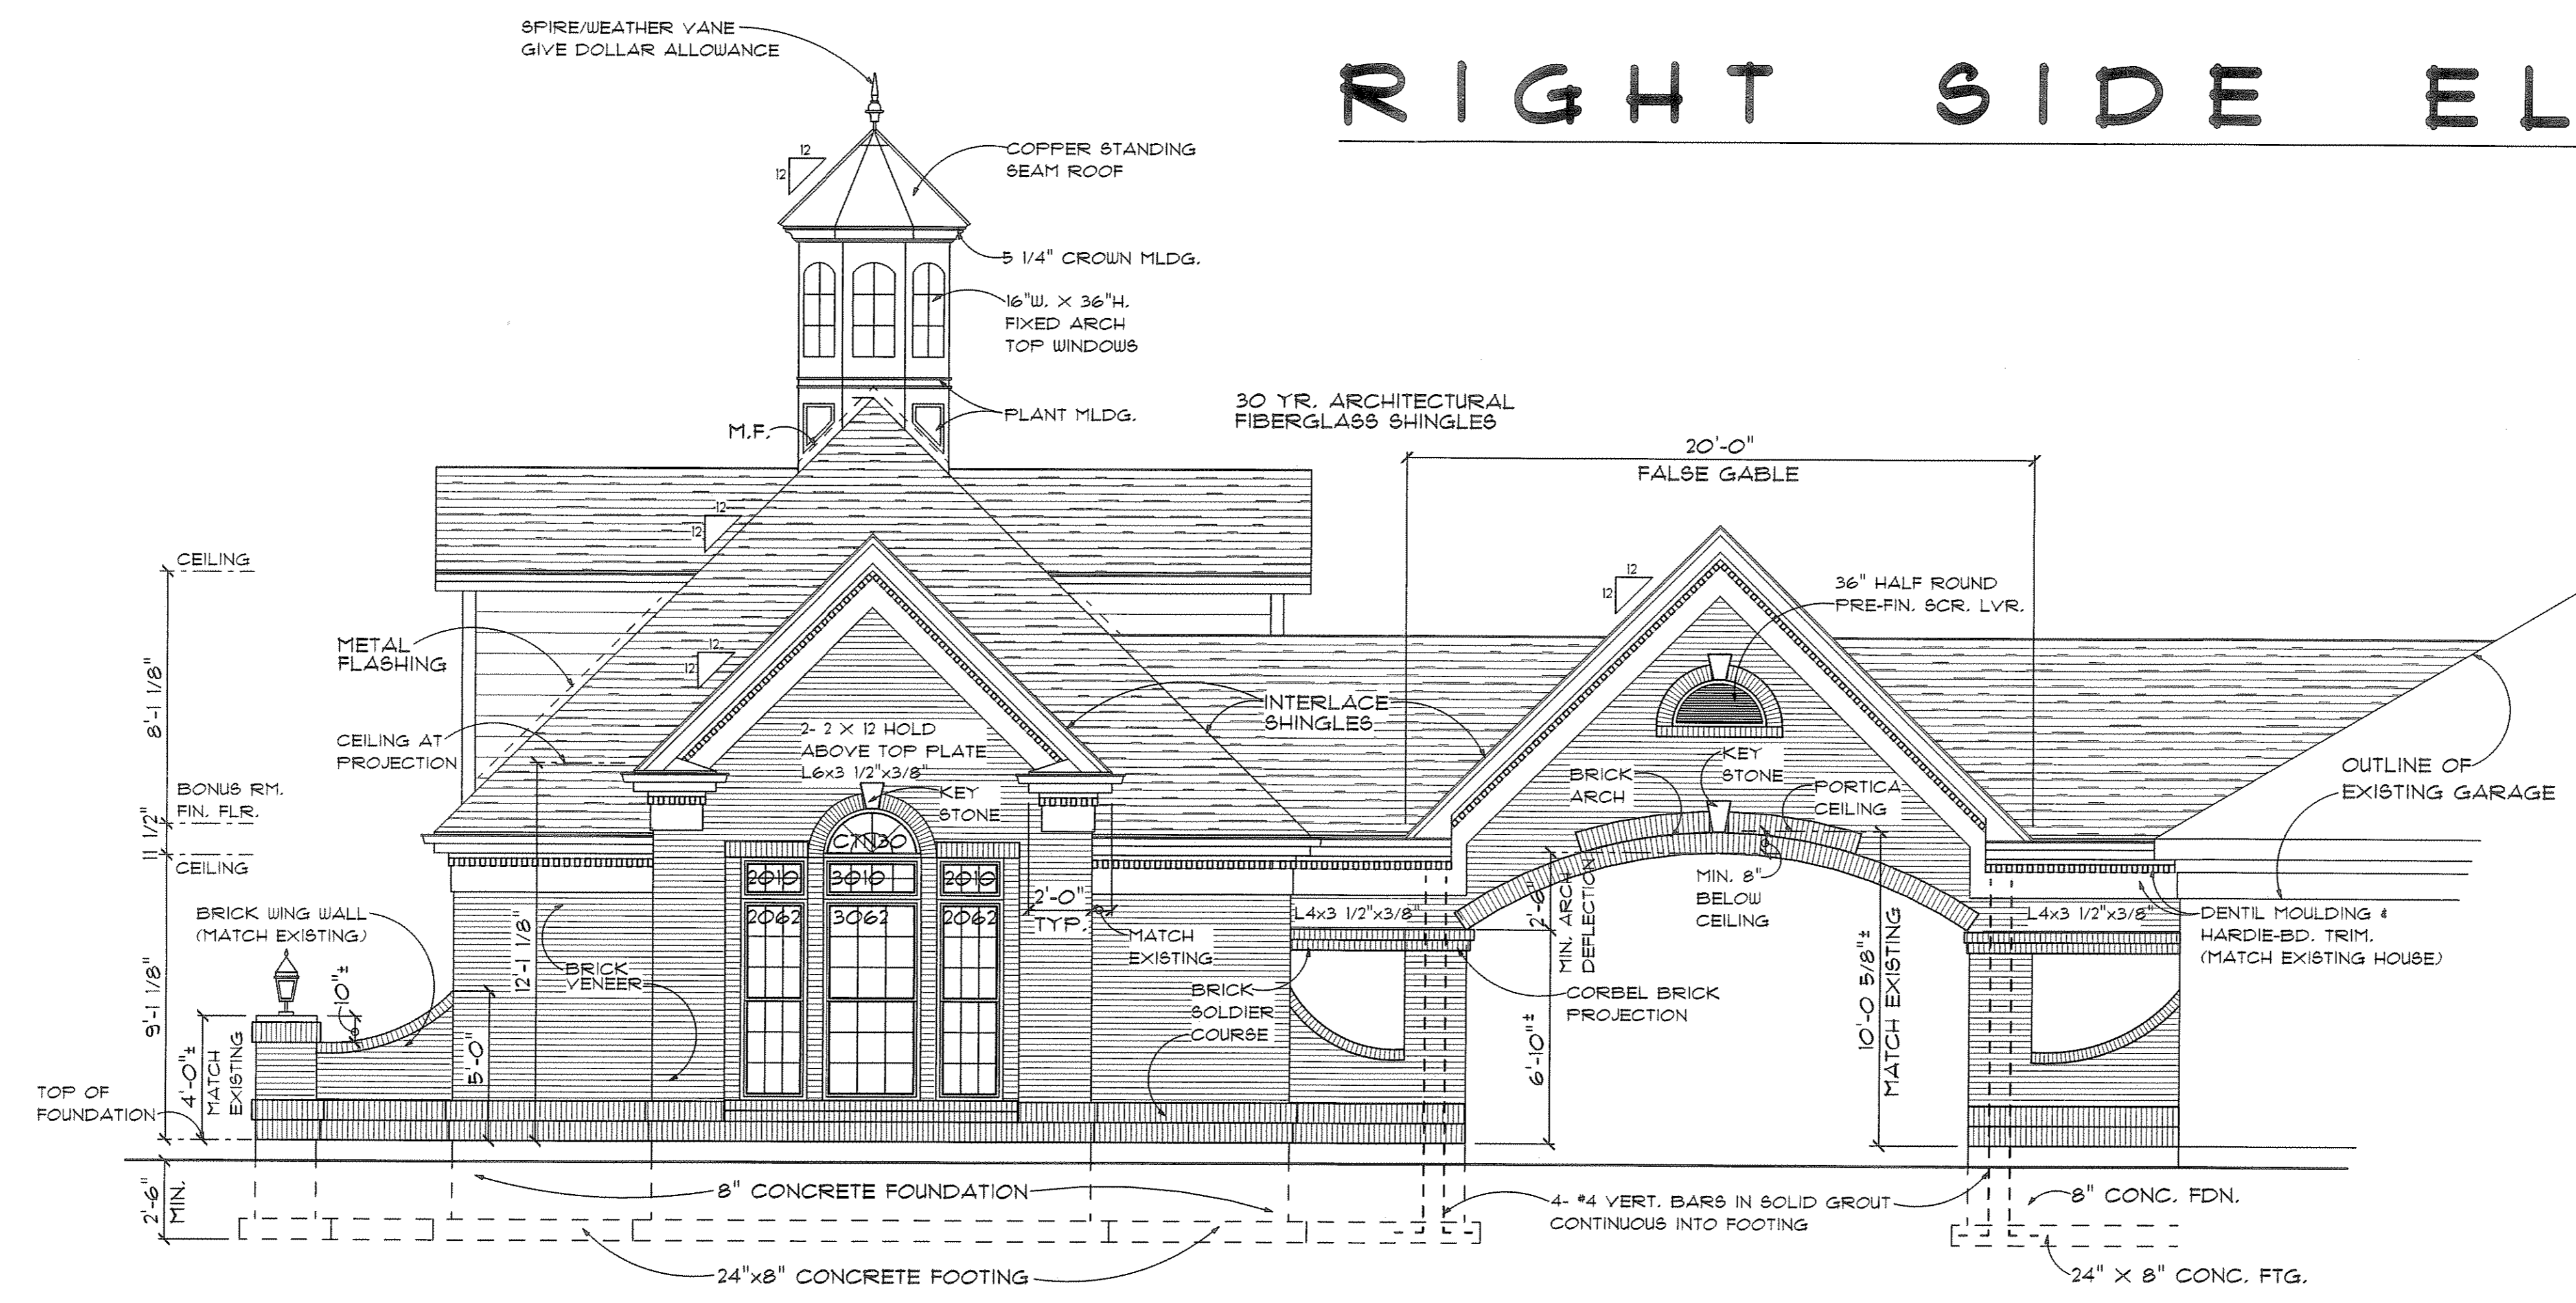 SPIRE/WEATHER VANE
GIVE DOLLAR ALLOWANCE
RIGHT SIDE EL
12
12
COPPER STANDING
SEAM ROOF
5 1/4" CROWN MLDG.
16"W. X 36"H.
FIXED ARCH
TOP WINDOWS
PLANT MLDG.
M.F.
30 YR. ARCHITECTURAL
FIBERGLASS SHINGLES
20'-0"
FALSE GABLE
12
12
CEILING
12
12
36" HALF ROUND
PRE-FIN. SCR. LVR.
METAL
FLASHING
12
12
8'-1 1/8"
INTERLACE
SHINGLES
CEILING AT
PROJECTION
2- 2 X 12 HOLD
ABOVE TOP PLATE
L6x3 1/2"x3/8"
KEY
STONE
BRICK
ARCH
KEY
STONE
PORTICA
CEILING
OUTLINE OF
EXISTING GARAGE
BONUS RM.
FIN. FLR.
11 1/2"
CEILING
CTN30
2010
3010
2010
2062
3062
2062
2'-0"
TYP.
MATCH
EXISTING
L4x3 1/2"x3/8"
2'-6"
MIN. ARCH
DEFLECTION
MIN. 8"
BELOW
CEILING
L4x3 1/2"x3/8"
DENTIL MOULDING &
HARDIE-BD. TRIM.
(MATCH EXISTING HOUSE)
BRICK WING WALL
(MATCH EXISTING)
9'-1 1/8"
10"±
12'-1 1/8"
BRICK
VENEER
BRICK
SOLDIER
COURSE
CORBEL BRICK
PROJECTION
10'-0 5/8"±
MATCH EXISTING
4'-0"±
MATCH
EXISTING
5'-0"
6'-10"±
TOP OF
FOUNDATION
2'-6"
MIN.
8" CONCRETE FOUNDATION
4- #4 VERT. BARS IN SOLID GROUT
CONTINUOUS INTO FOOTING
8" CONC. FDN.
24"x8" CONCRETE FOOTING
24" X 8" CONC. FTG.